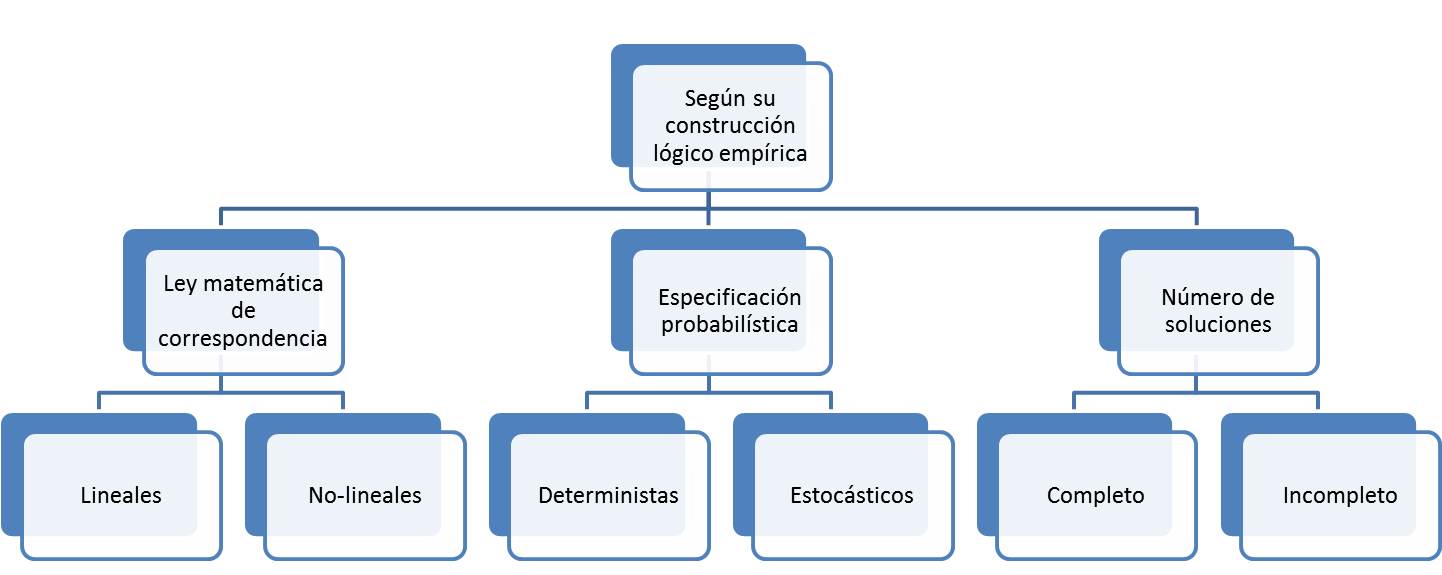 Según su
construcción
lógico empírica
Ley matemática
de
correspondencia
Especificación
probabilística
Número de
soluciones
Lineales
No-lineales
Deterministas
Estocásticos
Completo
Incompleto